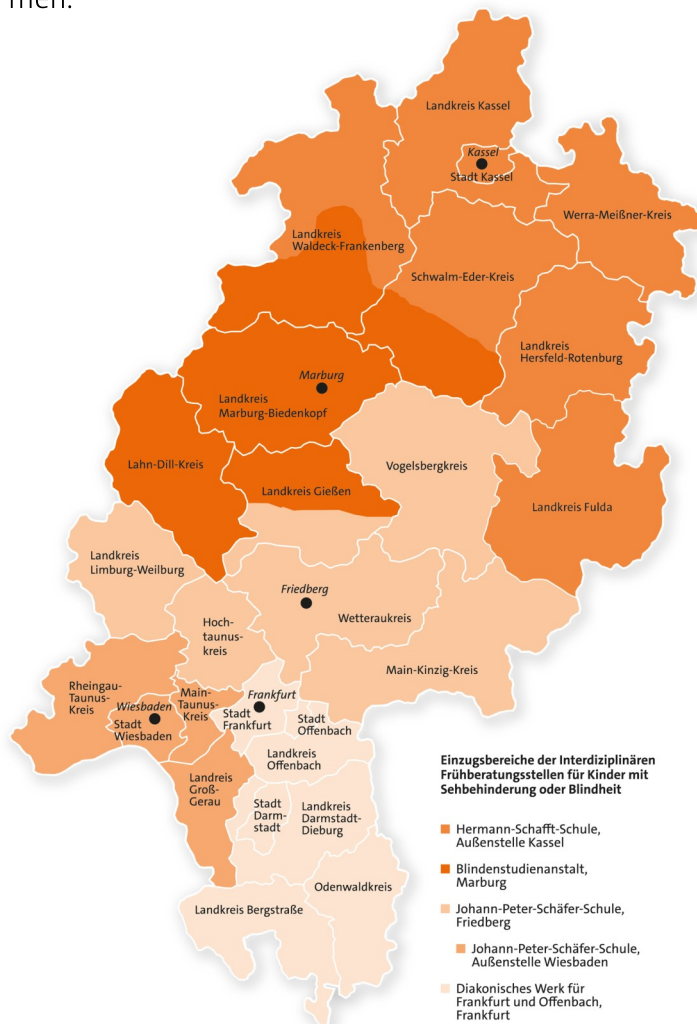 men.
Landkreis Kassel
Kassel
Stadt Kassel
Werra-Meißner-Kreis
Landkreis
Waldeck-Frankenberg
Schwalm-Eder-Kreis
Landkreis
Hersfeld-Rotenburg
Marburg
Landkreis
Marburg-Biedenkopf
Lahn-Dill-Kreis
Vogelsbergkreis
Landkreis Gießen
Landkreis Fulda
Landkreis
Limburg-Weilburg
Friedberg
Wetteraukreis
Hoch-
taunus-
kreis
Main-Kinzig-Kreis
Rheingau-
Taunus-
Kreis
Wiesbaden
Stadt
Wiesbaden
Main-
Taunus-
Kreis
Frankfurt
Stadt
Frankfurt
Stadt
Offenbach
Landkreis
Offenbach
Landreis
Groß-
Gerau
Stadt
Darm-
stadt
Landkreis
Darmstadt-
Dieburg
Odenwaldkreis
Landkreis Bergstraße
Einzugsbereiche der Interdiziplinären
Frühberatungsstellen für Kinder mit
Sehbehinderung oder Blindheit
Hermann-Schafft-Schule,
Außenstelle Kassel
Blindenstudienanstalt,
Marburg
Johann-Peter-Schäfer-Schule,
Friedberg
Johann-Peter-Schäfer-Schule,
Außenstelle Wiesbaden
Diakonisches Werk für
Frankfurt und Offenbach,
Frankfurt